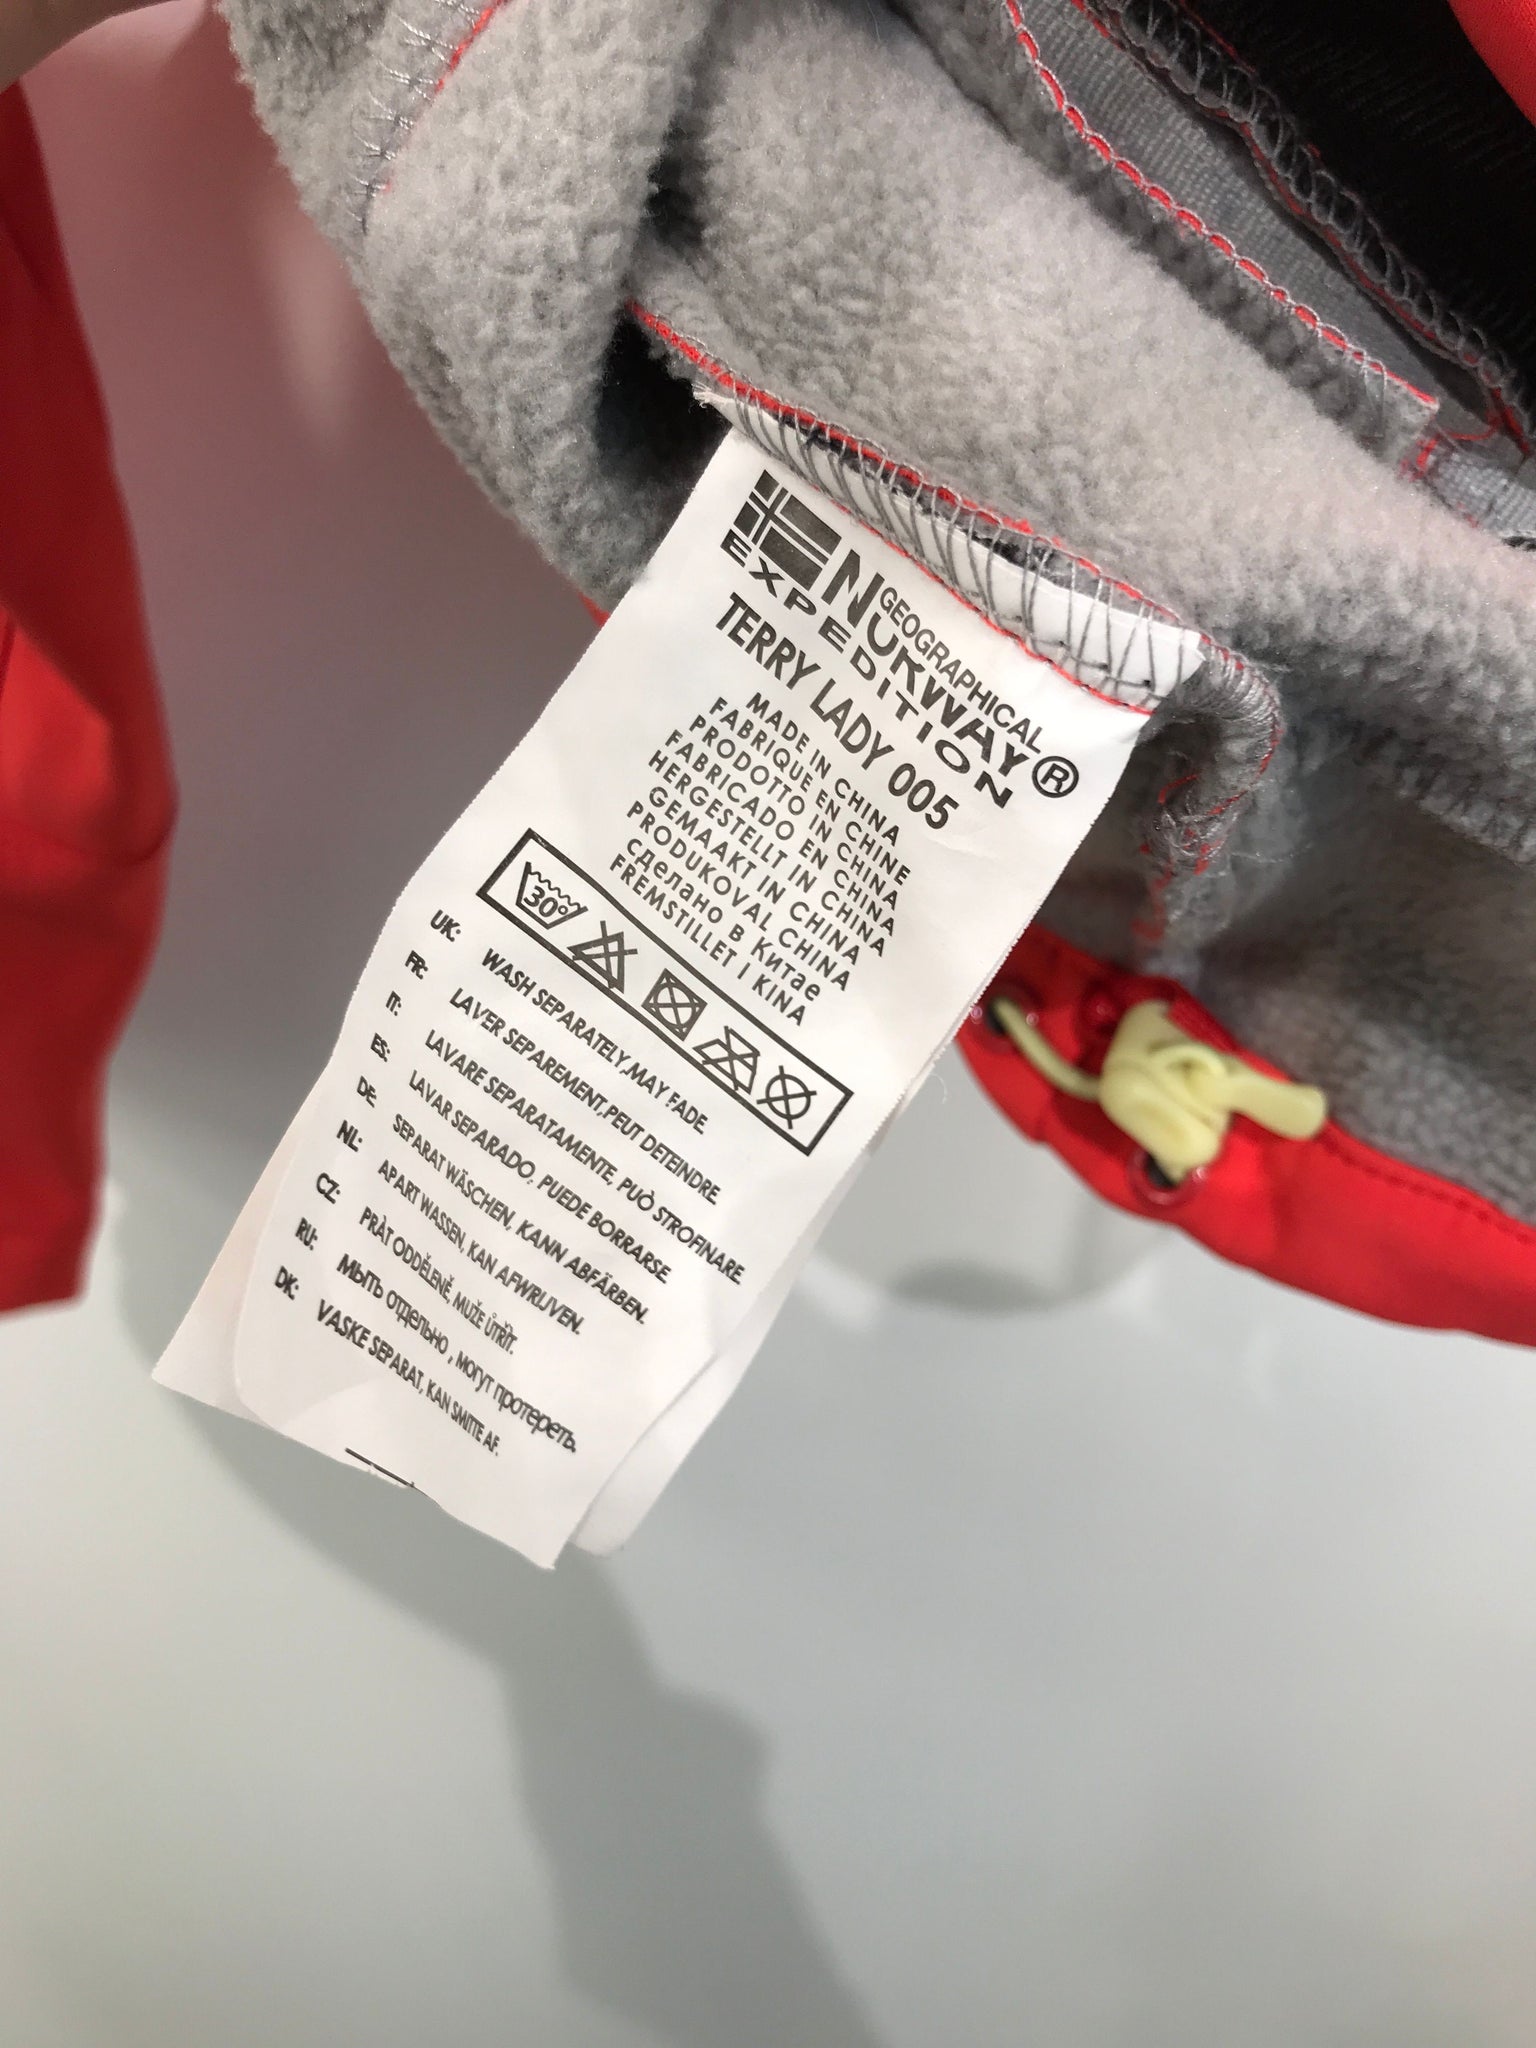 GEOGRAPHICAL
NORWAY ®
EXPEDITION
TERRY LADY 005
MADE IN CHINA
FABRIQUE EN CHINE
PRODOTTO IN CHINA
FABRICADO EN CHINA
HERGESTELLT IN CHINA
GEMAAKT IN CHINA
PRODUKOVAL CHINA
сделано в Китае
FREMSTILLET I KINA
30°
UK: WASH SEPARATELY,MAY FADE.
FR: LAVER SEPAREMENT,PEUT DETEINDRE.
IT: LAVARE SEPARATAMENTE, PUÒ STROFINARE.
ES: LAVAR SEPARADO. PUEDE BORRARSE.
DE: SEPARAT WÄSCHEN, KANN ABFÄRBEN.
NL: APART WASSEN, KAN AFWRIJVEN.
CZ: PRÀT ODDĚLENĚ, MUŽE ÚTŘÍT.
RU: мыть отдельно , могут протереть.
DK: VASKE SEPARAT, KAN SMITTE AF.